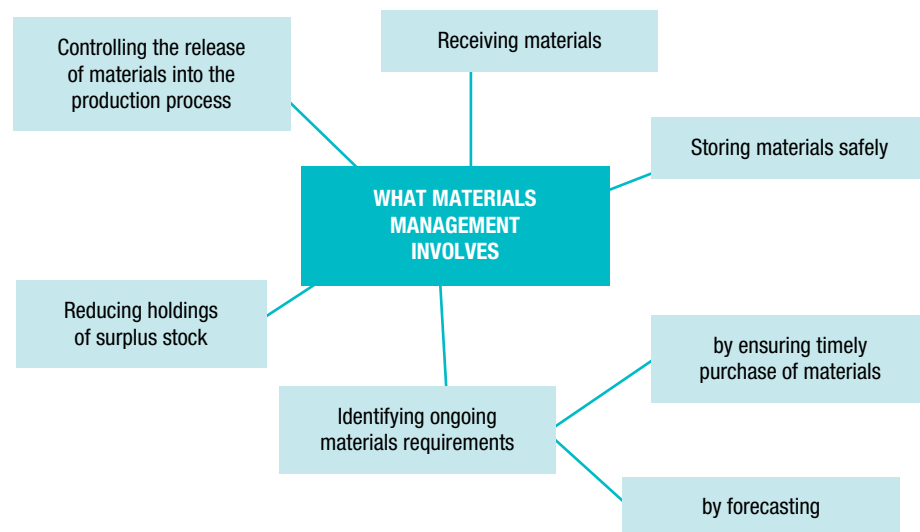 Controlling the release
of materials into the
production process
Receiving materials
Storing materials safely
WHAT MATERIALS
MANAGEMENT
INVOLVES
Reducing holdings
of surplus stock
Identifying ongoing
materials requirements
by ensuring timely
purchase of materials
by forecasting